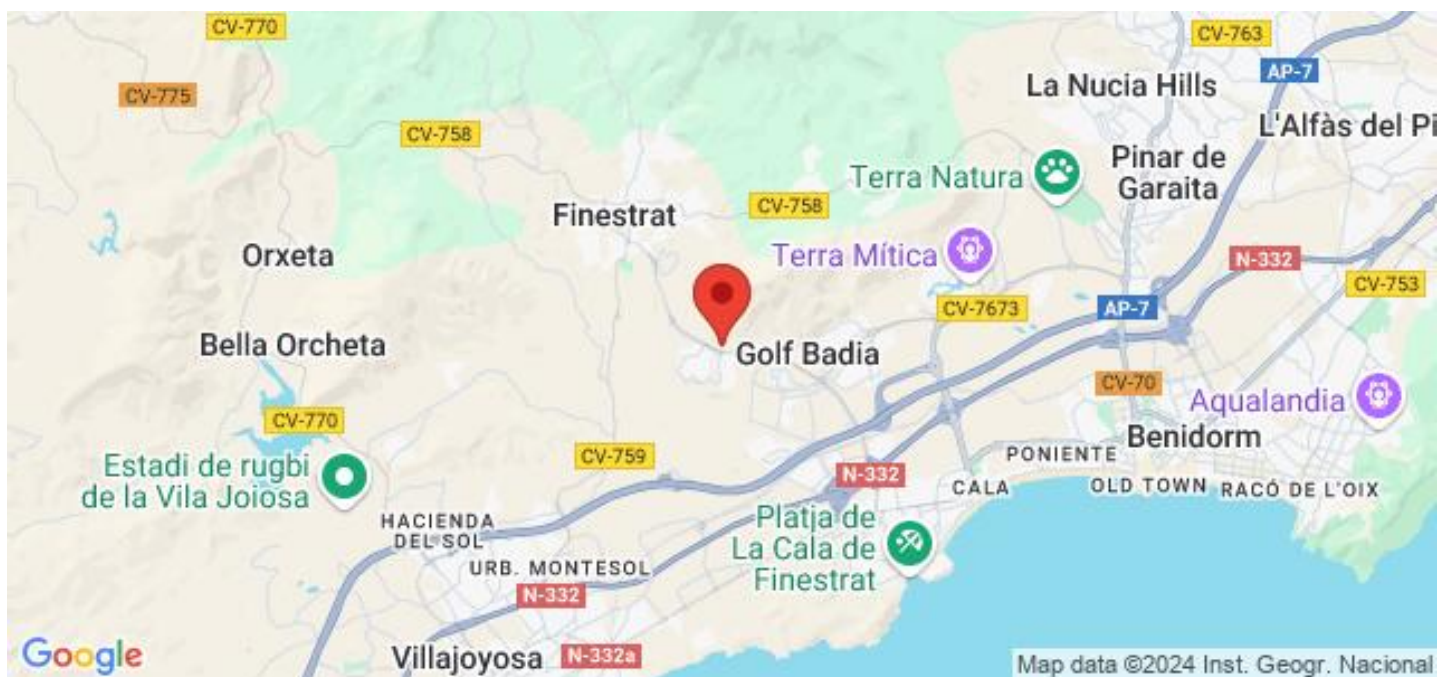 CV-770
CV-763
AP-7
CV-775
La Nucia Hills
CV-758
L'Alfàs del Pi
Terra Natura
Pinar de
Garaita
Finestrat
CV-758
Orxeta
Terra Mítica
N-332
CV-753
CV-7673
AP-7
Bella Orcheta
Golf Badia
CV-70
Aqualandia
CV-770
Benidorm
Estadi de rugbi
de la Vila Joiosa
CV-759
PONIENTE
N-332
CALA
OLD TOWN
RACÓ DE L'OIX
HACIENDA
DEL SOL
Platja de
La Cala de
Finestrat
URB. MONTESOL
N-332
Villajoyosa
N-332a
Google
Map data ©2024 Inst. Geogr. Nacional